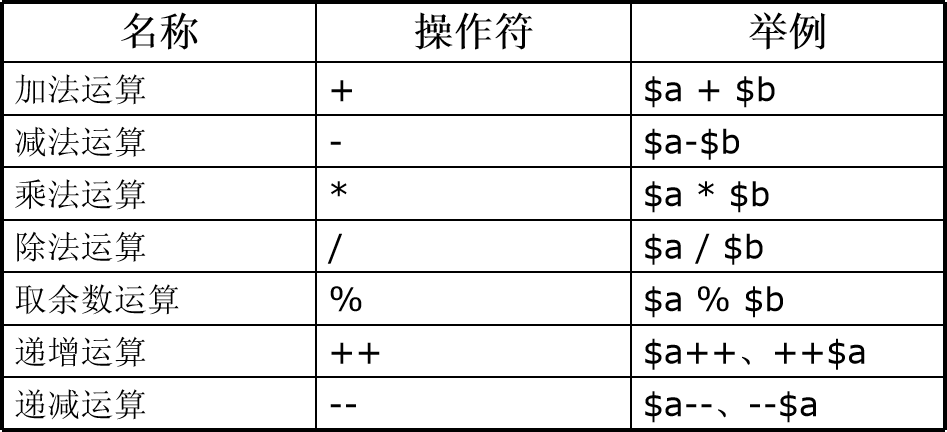 名称 操作符 举例
加法运算 + $a + $b
减法运算 - $a-$b
乘法运算 * $a * $b
除法运算 / $a / $b
取余数运算 % $a % $b
递增运算 ++ $a++、++$a
递减运算 -- $a--、--$a